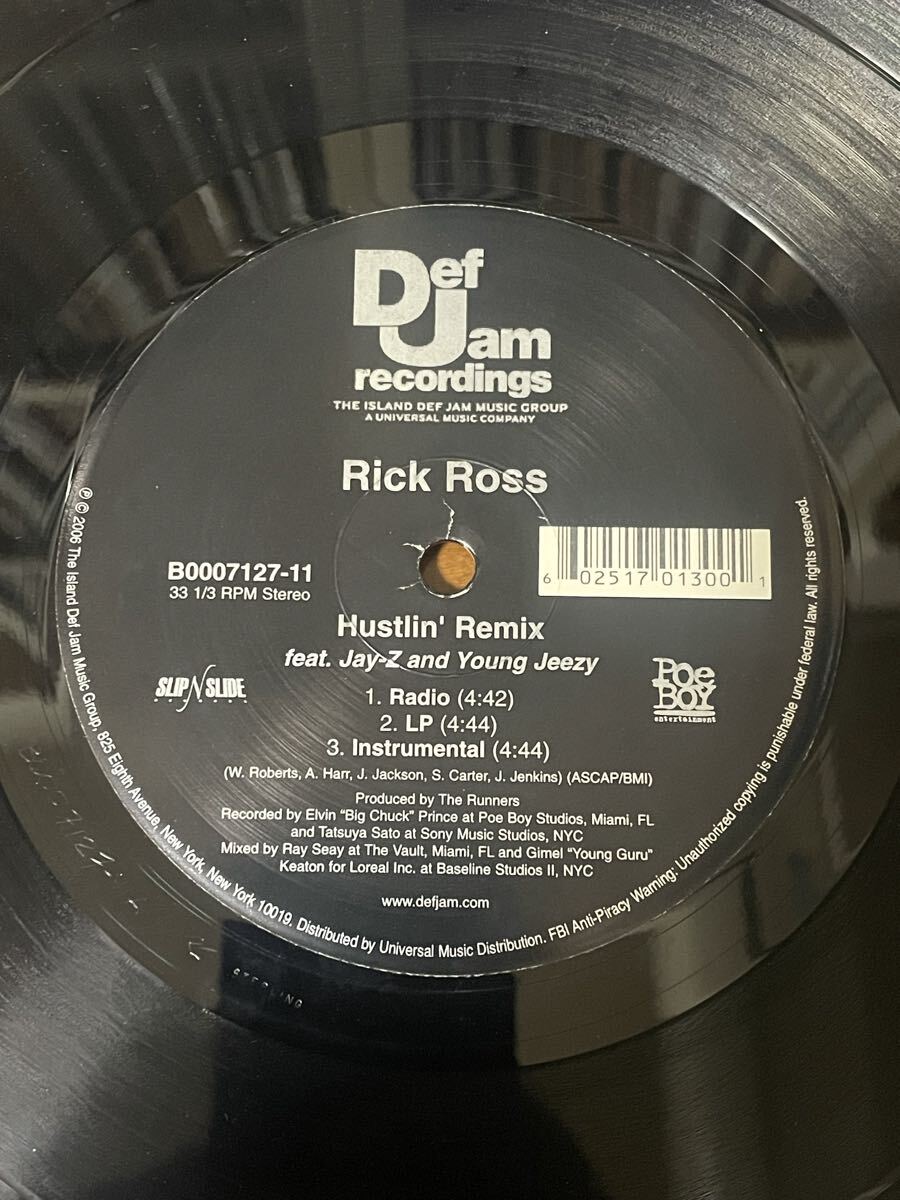 Def
Jam
recordings
THE ISLAND DEF JAM MUSIC GROUP
A UNIVERSAL MUSIC COMPANY
Rick Ross
B0007127-11
33 1/3 RPM Stereo
6 02517 01300 1
Hustlin' Remix
feat. Jay-Z and Young Jeezy
SLIP N SLIDE
Poe
BOY
entertainment
1. Radio (4:42)
2. LP (4:44)
3. Instrumental (4:44)
(W. Roberts, A. Harr, J. Jackson, S. Carter, J. Jenkins) (ASCAP/BMI)
Produced by The Runners
Recorded by Elvin “Big Chuck” Prince at Poe Boy Studios, Miami, FL
and Tatsuya Sato at Sony Music Studios, NYC
Mixed by Ray Seay at The Vault, Miami, FL and Gimel “Young Guru”
Keaton for Loreal Inc. at Baseline Studios II, NYC
www.defjam.com
℗ © 2006 The Island Def Jam Music Group, 825 Eighth Avenue, New York, New York 10019. Distributed by Universal Music Distribution. FBI Anti-Piracy Warning: Unauthorized copying is punishable under federal law. All rights reserved.
STERLING